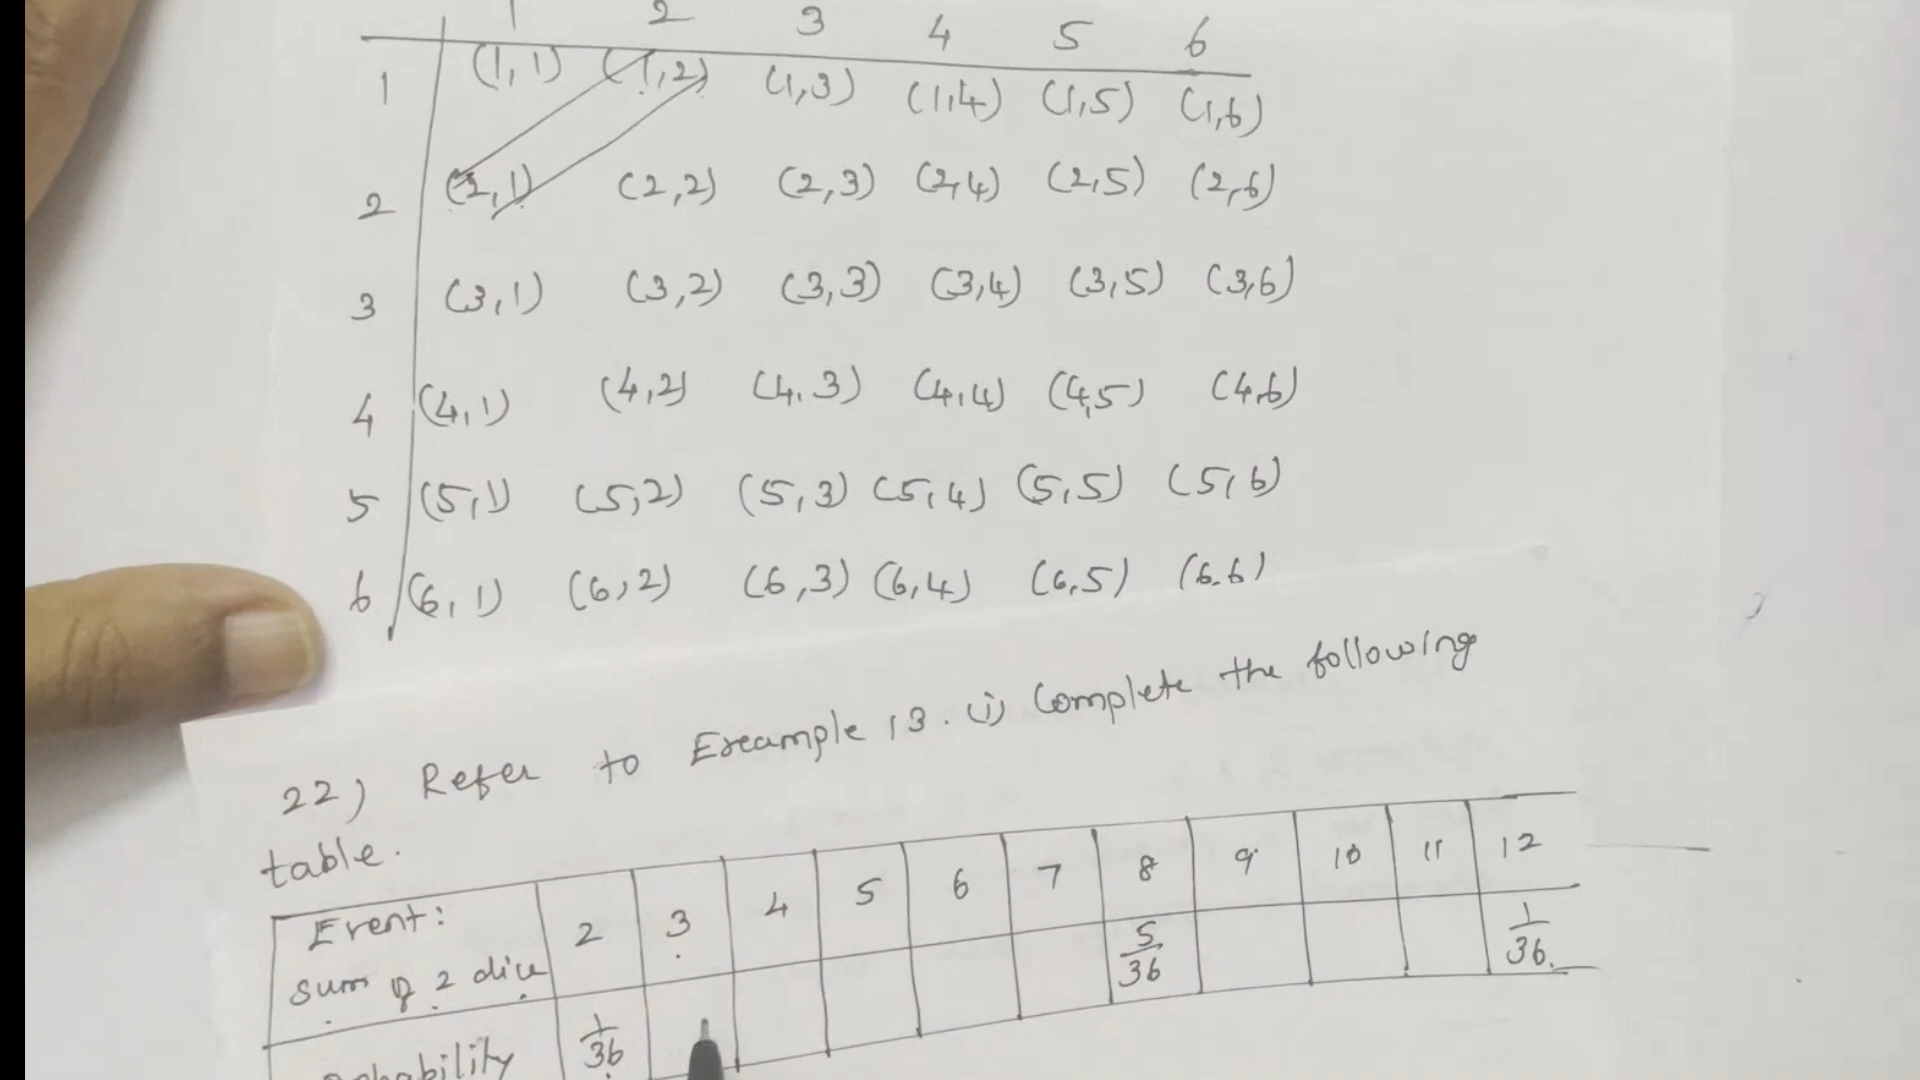 1 2 3 4 5 6
1 (1,1) (1,2) (1,3) (1,4) (1,5) (1,6)
2 (2,1) (2,2) (2,3) (2,4) (2,5) (2,6)
3 (3,1) (3,2) (3,3) (3,4) (3,5) (3,6)
4 (4,1) (4,2) (4,3) (4,4) (4,5) (4,6)
5 (5,1) (5,2) (5,3) (5,4) (5,5) (5,6)
6 (6,1) (6,2) (6,3) (6,4) (6,5) (6.6)
22) Refer to Example 13. (i) Complete the following
table.
Event: 2 3 4 5 6 7 8 9 10 11 12
sum of 2 dice
Probability 1/36 5/36 1/36.